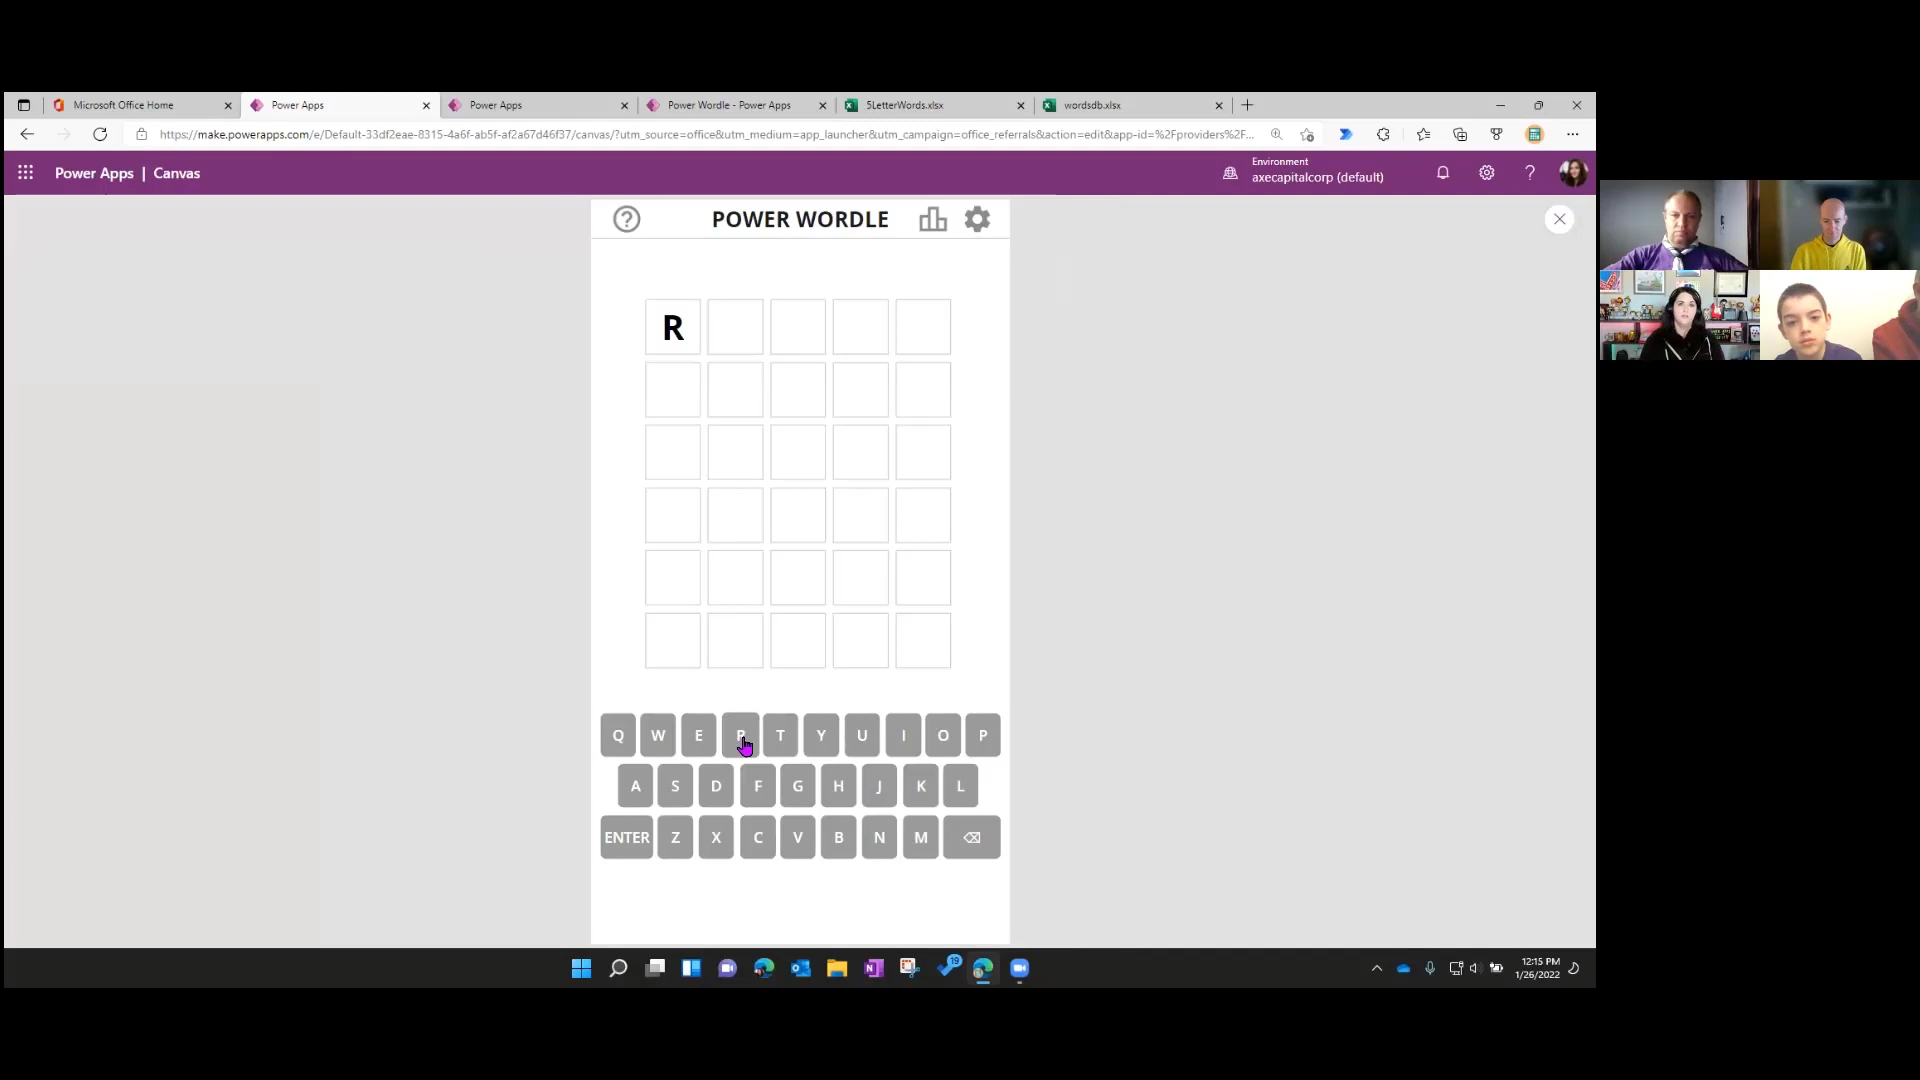 Microsoft Office Home
Power Apps
Power Apps
Power Wordle - Power Apps
5LetterWords.xlsx
wordsdb.xlsx
https://make.powerapps.com/e/Default-33df2eae-8315-4a6f-ab5f-af2a67d46f37/canvas/?utm_source=office&utm_medium=app_launcher&utm_campaign=office_referrals&action=edit&app-id=%2Fproviders%2F...
Power Apps | Canvas
Environment
axecapitalcorp (default)
?
? POWER WORDLE
R
Q W E R T Y U I O P
A S D F G H J K L
ENTER Z X C V B N M
19
12:15 PM
1/26/2022